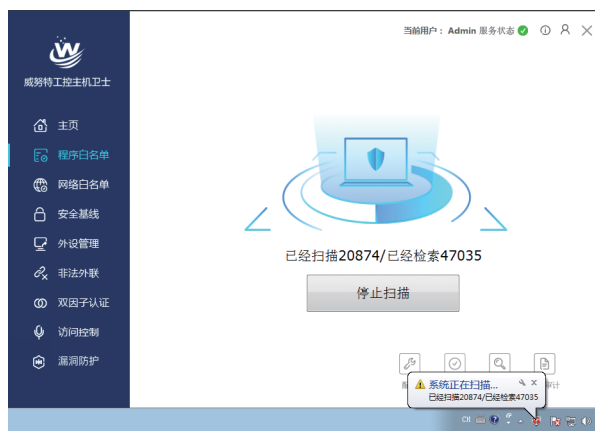 当前用户： Admin 服务状态
W
威努特工控主机卫士
主页
程序白名单
网络白名单
安全基线
外设管理
非法外联
双因子认证
访问控制
漏洞防护
已经扫描20874/已经检索47035
停止扫描
系统正在扫描...
已经扫描20874/已经检索47035
CH